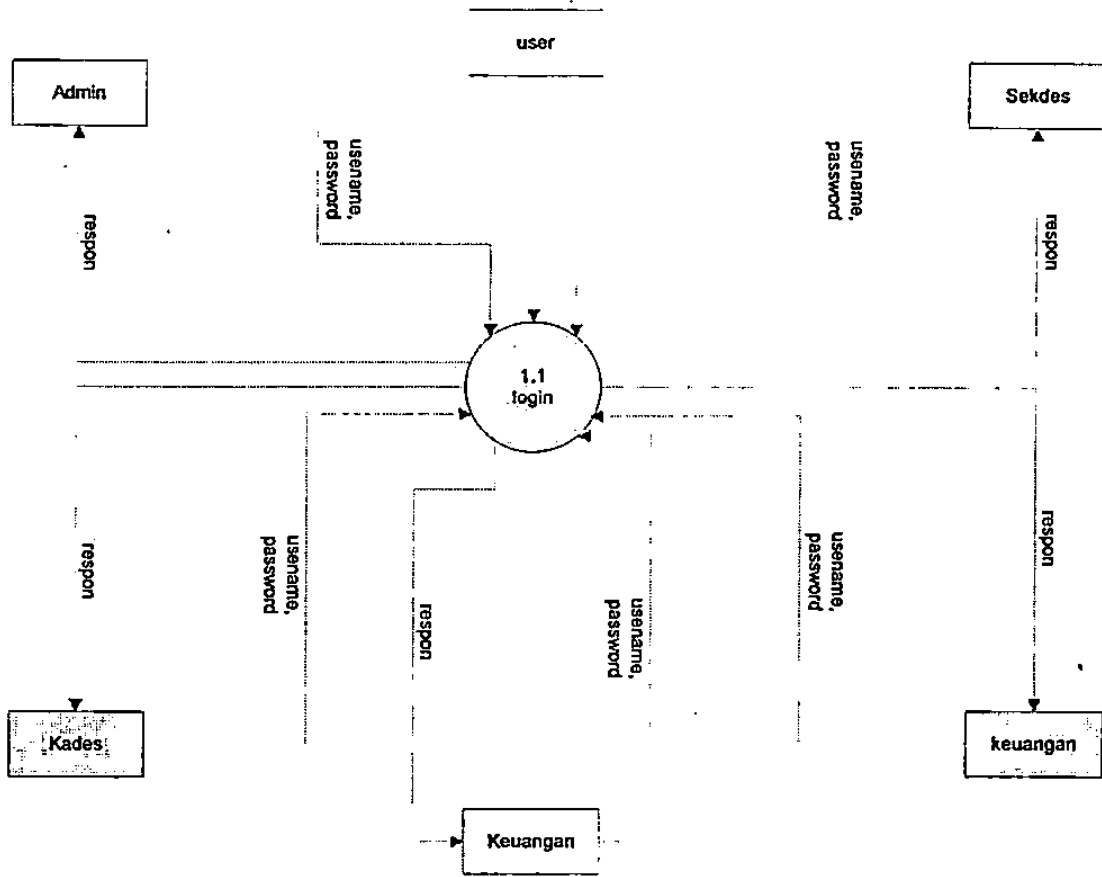 user
Admin
Sekdes
usename,
password
usename,
password
respon
respon
1.1
login
respon
usename,
password
respon
usename,
password
usename,
password
respon
Kades
keuangan
Keuangan